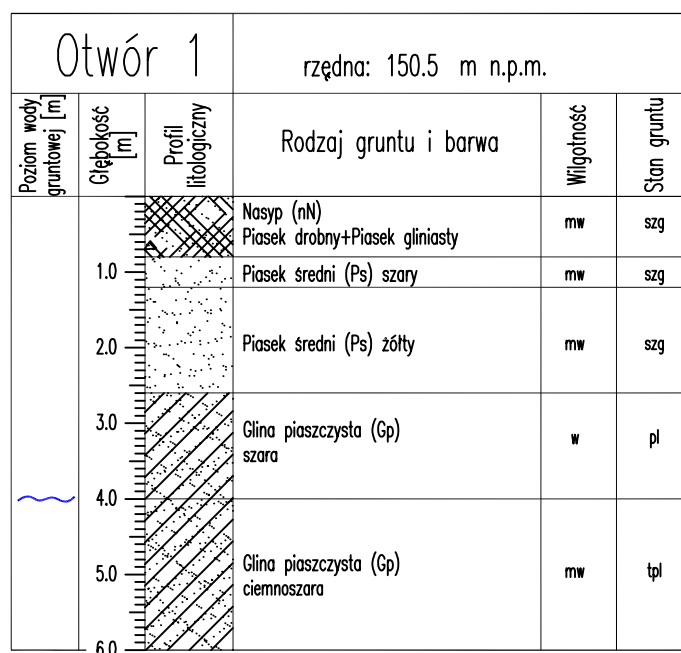 Otwór 1
rzędna: 150.5 m n.p.m.
Poziom wody
gruntowej [m]
Głębokość
[m]
Profil
litologiczny
Rodzaj gruntu i barwa
Wilgotność
Stan gruntu
Nasyp (nN)
Piasek drobny+Piasek gliniasty
mw
szg
1.0
Piasek średni (Ps) szary
mw
szg
2.0
Piasek średni (Ps) żółty
mw
szg
3.0
Glina piaszczysta (Gp)
szara
w
pl
4.0
5.0
Glina piaszczysta (Gp)
ciemnoszara
mw
tpl
6.0